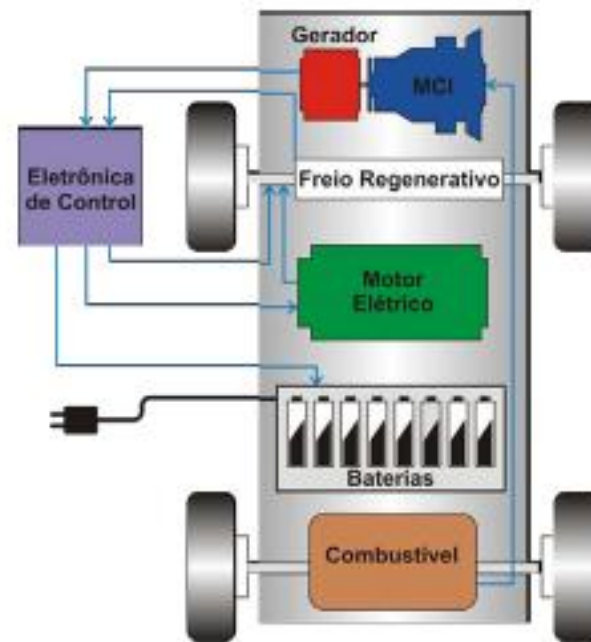 Gerador
MCI
Eletrônica
de Control
Freio Regenerativo
Motor
Elétrico
Baterias
Combustível